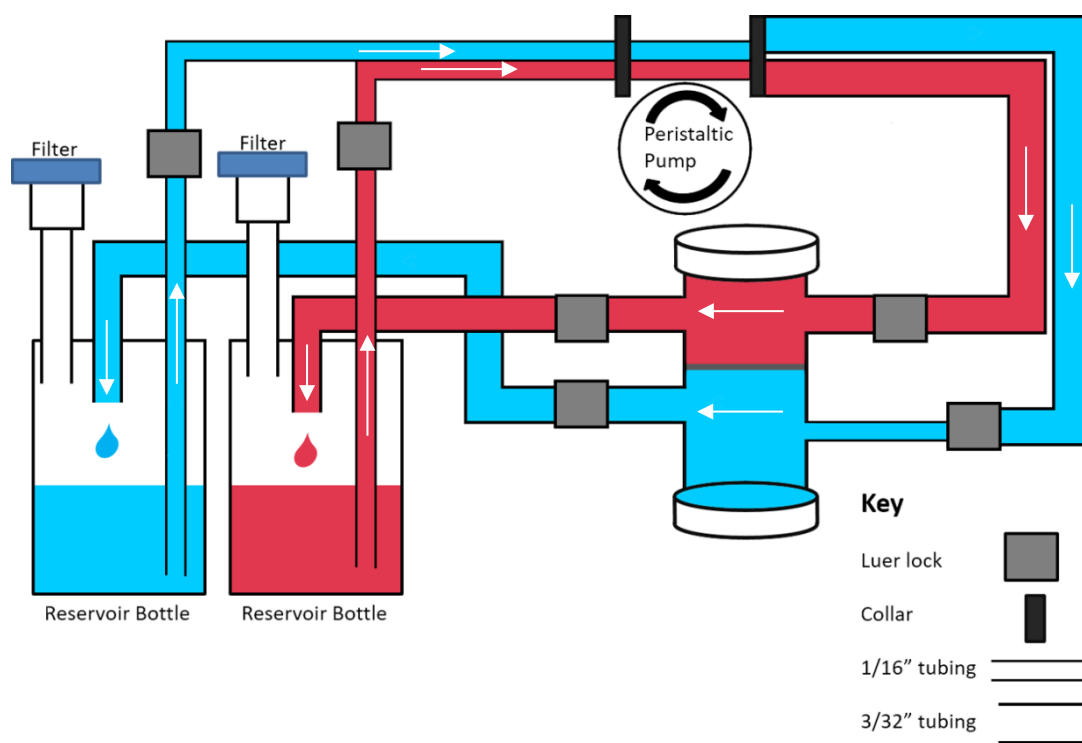 Filter
Filter
Peristaltic
Pump
Reservoir Bottle
Reservoir Bottle
Key
Luer lock
Collar
1/16” tubing
3/32” tubing